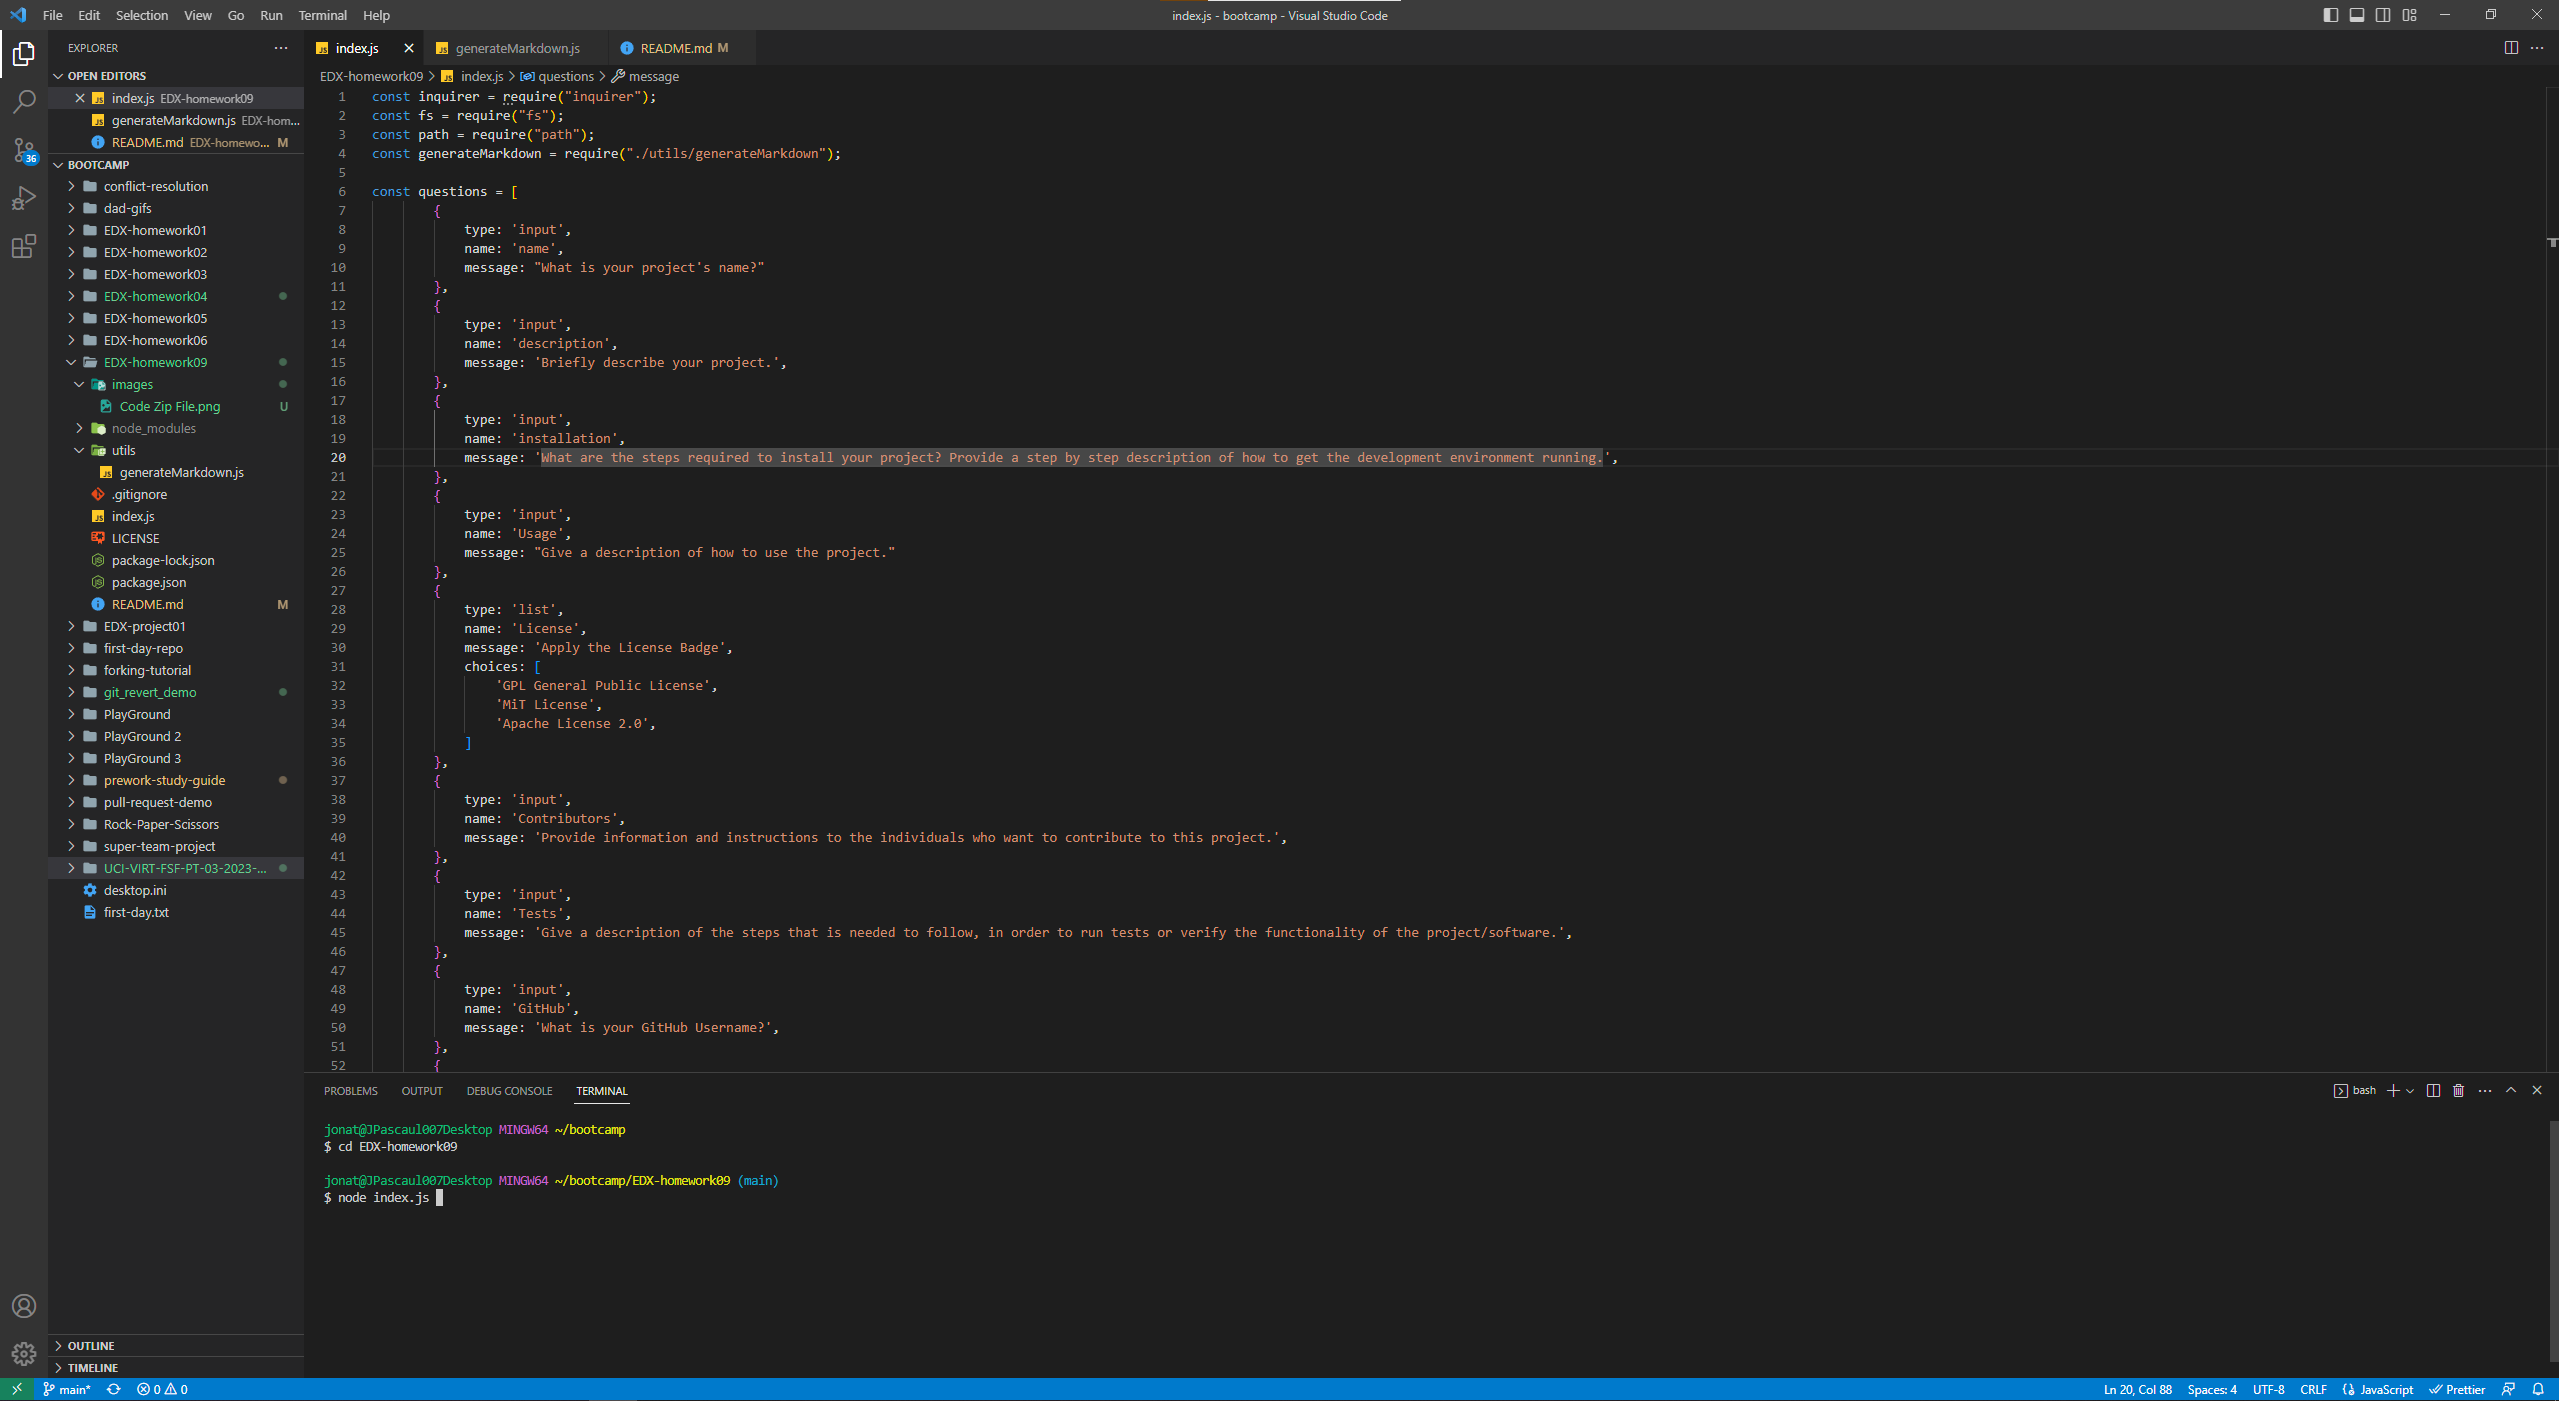 File Edit Selection View Go Run Terminal Help
index.js - bootcamp - Visual Studio Code
EXPLORER
OPEN EDITORS
index.js EDX-homework09
generateMarkdown.js EDX-hom...
README.md EDX-homewo... M
BOOTCAMP
conflict-resolution
dad-gifs
EDX-homework01
EDX-homework02
EDX-homework03
EDX-homework04
EDX-homework05
EDX-homework06
EDX-homework09
images
Code Zip File.png U
node_modules
utils
generateMarkdown.js
.gitignore
index.js
LICENSE
package-lock.json
package.json
README.md M
EDX-project01
first-day-repo
forking-tutorial
git_revert_demo
PlayGround
PlayGround 2
PlayGround 3
prework-study-guide
pull-request-demo
Rock-Paper-Scissors
super-team-project
UCI-VIRT-FSF-PT-03-2023-...
desktop.ini
first-day.txt
OUTLINE
TIMELINE
36
index.js generateMarkdown.js README.md M
EDX-homework09 > index.js > questions > message
1 const inquirer = require("inquirer");
2 const fs = require("fs");
3 const path = require("path");
4 const generateMarkdown = require("./utils/generateMarkdown");
5
6 const questions = [
7 {
8 type: 'input',
9 name: 'name',
10 message: "What is your project's name?"
11 },
12 {
13 type: 'input',
14 name: 'description',
15 message: 'Briefly describe your project.',
16 },
17 {
18 type: 'input',
19 name: 'installation',
20 message: 'What are the steps required to install your project? Provide a step by step description of how to get the development environment running.',
21 },
22 {
23 type: 'input',
24 name: 'Usage',
25 message: "Give a description of how to use the project."
26 },
27 {
28 type: 'list',
29 name: 'License',
30 message: 'Apply the License Badge',
31 choices: [
32 'GPL General Public License',
33 'MiT License',
34 'Apache License 2.0',
35 ]
36 },
37 {
38 type: 'input',
39 name: 'Contributors',
40 message: 'Provide information and instructions to the individuals who want to contribute to this project.',
41 },
42 {
43 type: 'input',
44 name: 'Tests',
45 message: 'Give a description of the steps that is needed to follow, in order to run tests or verify the functionality of the project/software.',
46 },
47 {
48 type: 'input',
49 name: 'GitHub',
50 message: 'What is your GitHub Username?',
51 },
52 {
PROBLEMS OUTPUT DEBUG CONSOLE TERMINAL
bash
jonat@JPascaul007Desktop MINGW64 ~/bootcamp
$ cd EDX-homework09
jonat@JPascaul007Desktop MINGW64 ~/bootcamp/EDX-homework09 (main)
$ node index.js
main* 0 0
Ln 20, Col 88 Spaces: 4 UTF-8 CRLF JavaScript Prettier